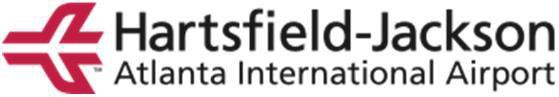 Hartsfield-Jackson
Atlanta International Airport